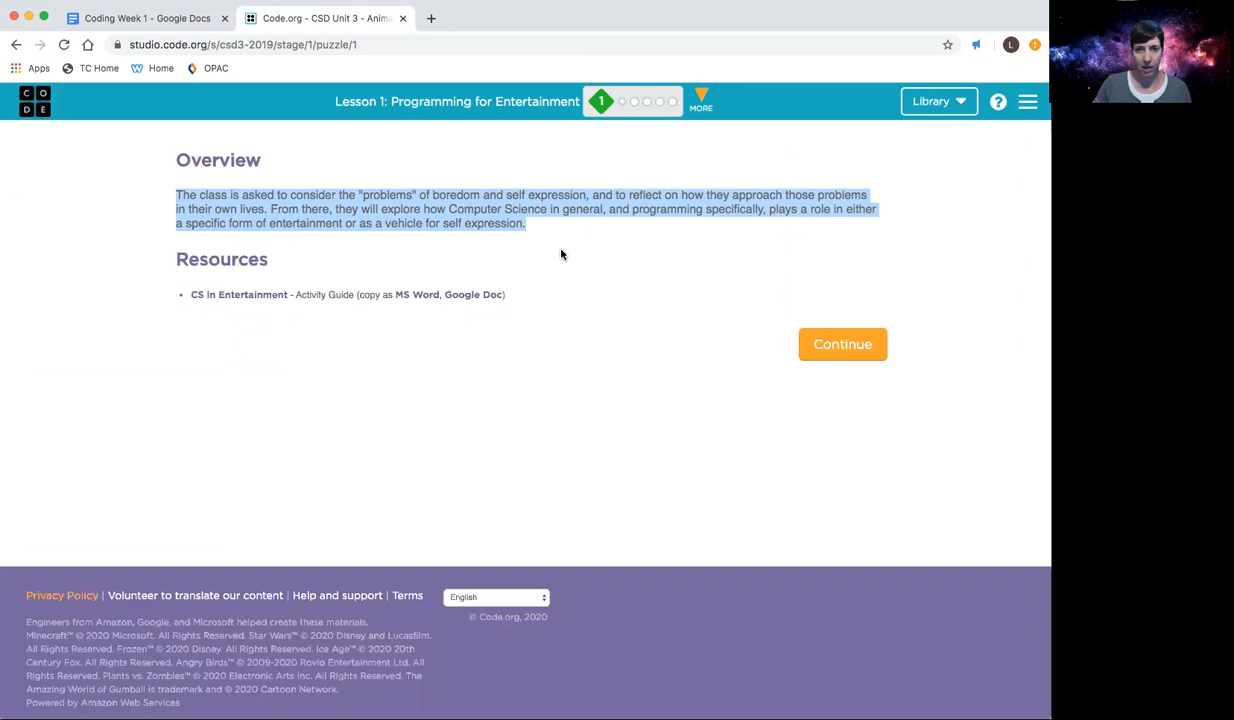 Coding Week 1 - Google Docs
Code.org - CSD Unit 3 - Anima
studio.code.org/s/csd3-2019/stage/1/puzzle/1
L
Apps TC Home Home OPAC
C O
D E
Lesson 1: Programming for Entertainment
1
MORE
Library
?
Overview
The class is asked to consider the "problems" of boredom and self expression, and to reflect on how they approach those problems
in their own lives. From there, they will explore how Computer Science in general, and programming specifically, plays a role in either
a specific form of entertainment or as a vehicle for self expression.
Resources
• CS in Entertainment - Activity Guide (copy as MS Word, Google Doc)
Continue
Privacy Policy | Volunteer to translate our content | Help and support | Terms
English
© Code.org, 2020
Engineers from Amazon, Google, and Microsoft helped create these materials.
Minecraft™ © 2020 Microsoft. All Rights Reserved. Star Wars™ © 2020 Disney and Lucasfilm.
All Rights Reserved. Frozen™ © 2020 Disney. All Rights Reserved. Ice Age™ © 2020 20th
Century Fox. All Rights Reserved. Angry Birds™ © 2009-2020 Rovio Entertainment Ltd. All
Rights Reserved. Plants vs. Zombies™ © 2020 Electronic Arts Inc. All Rights Reserved. The
Amazing World of Gumball is trademark and © 2020 Cartoon Network.
Powered by Amazon Web Services